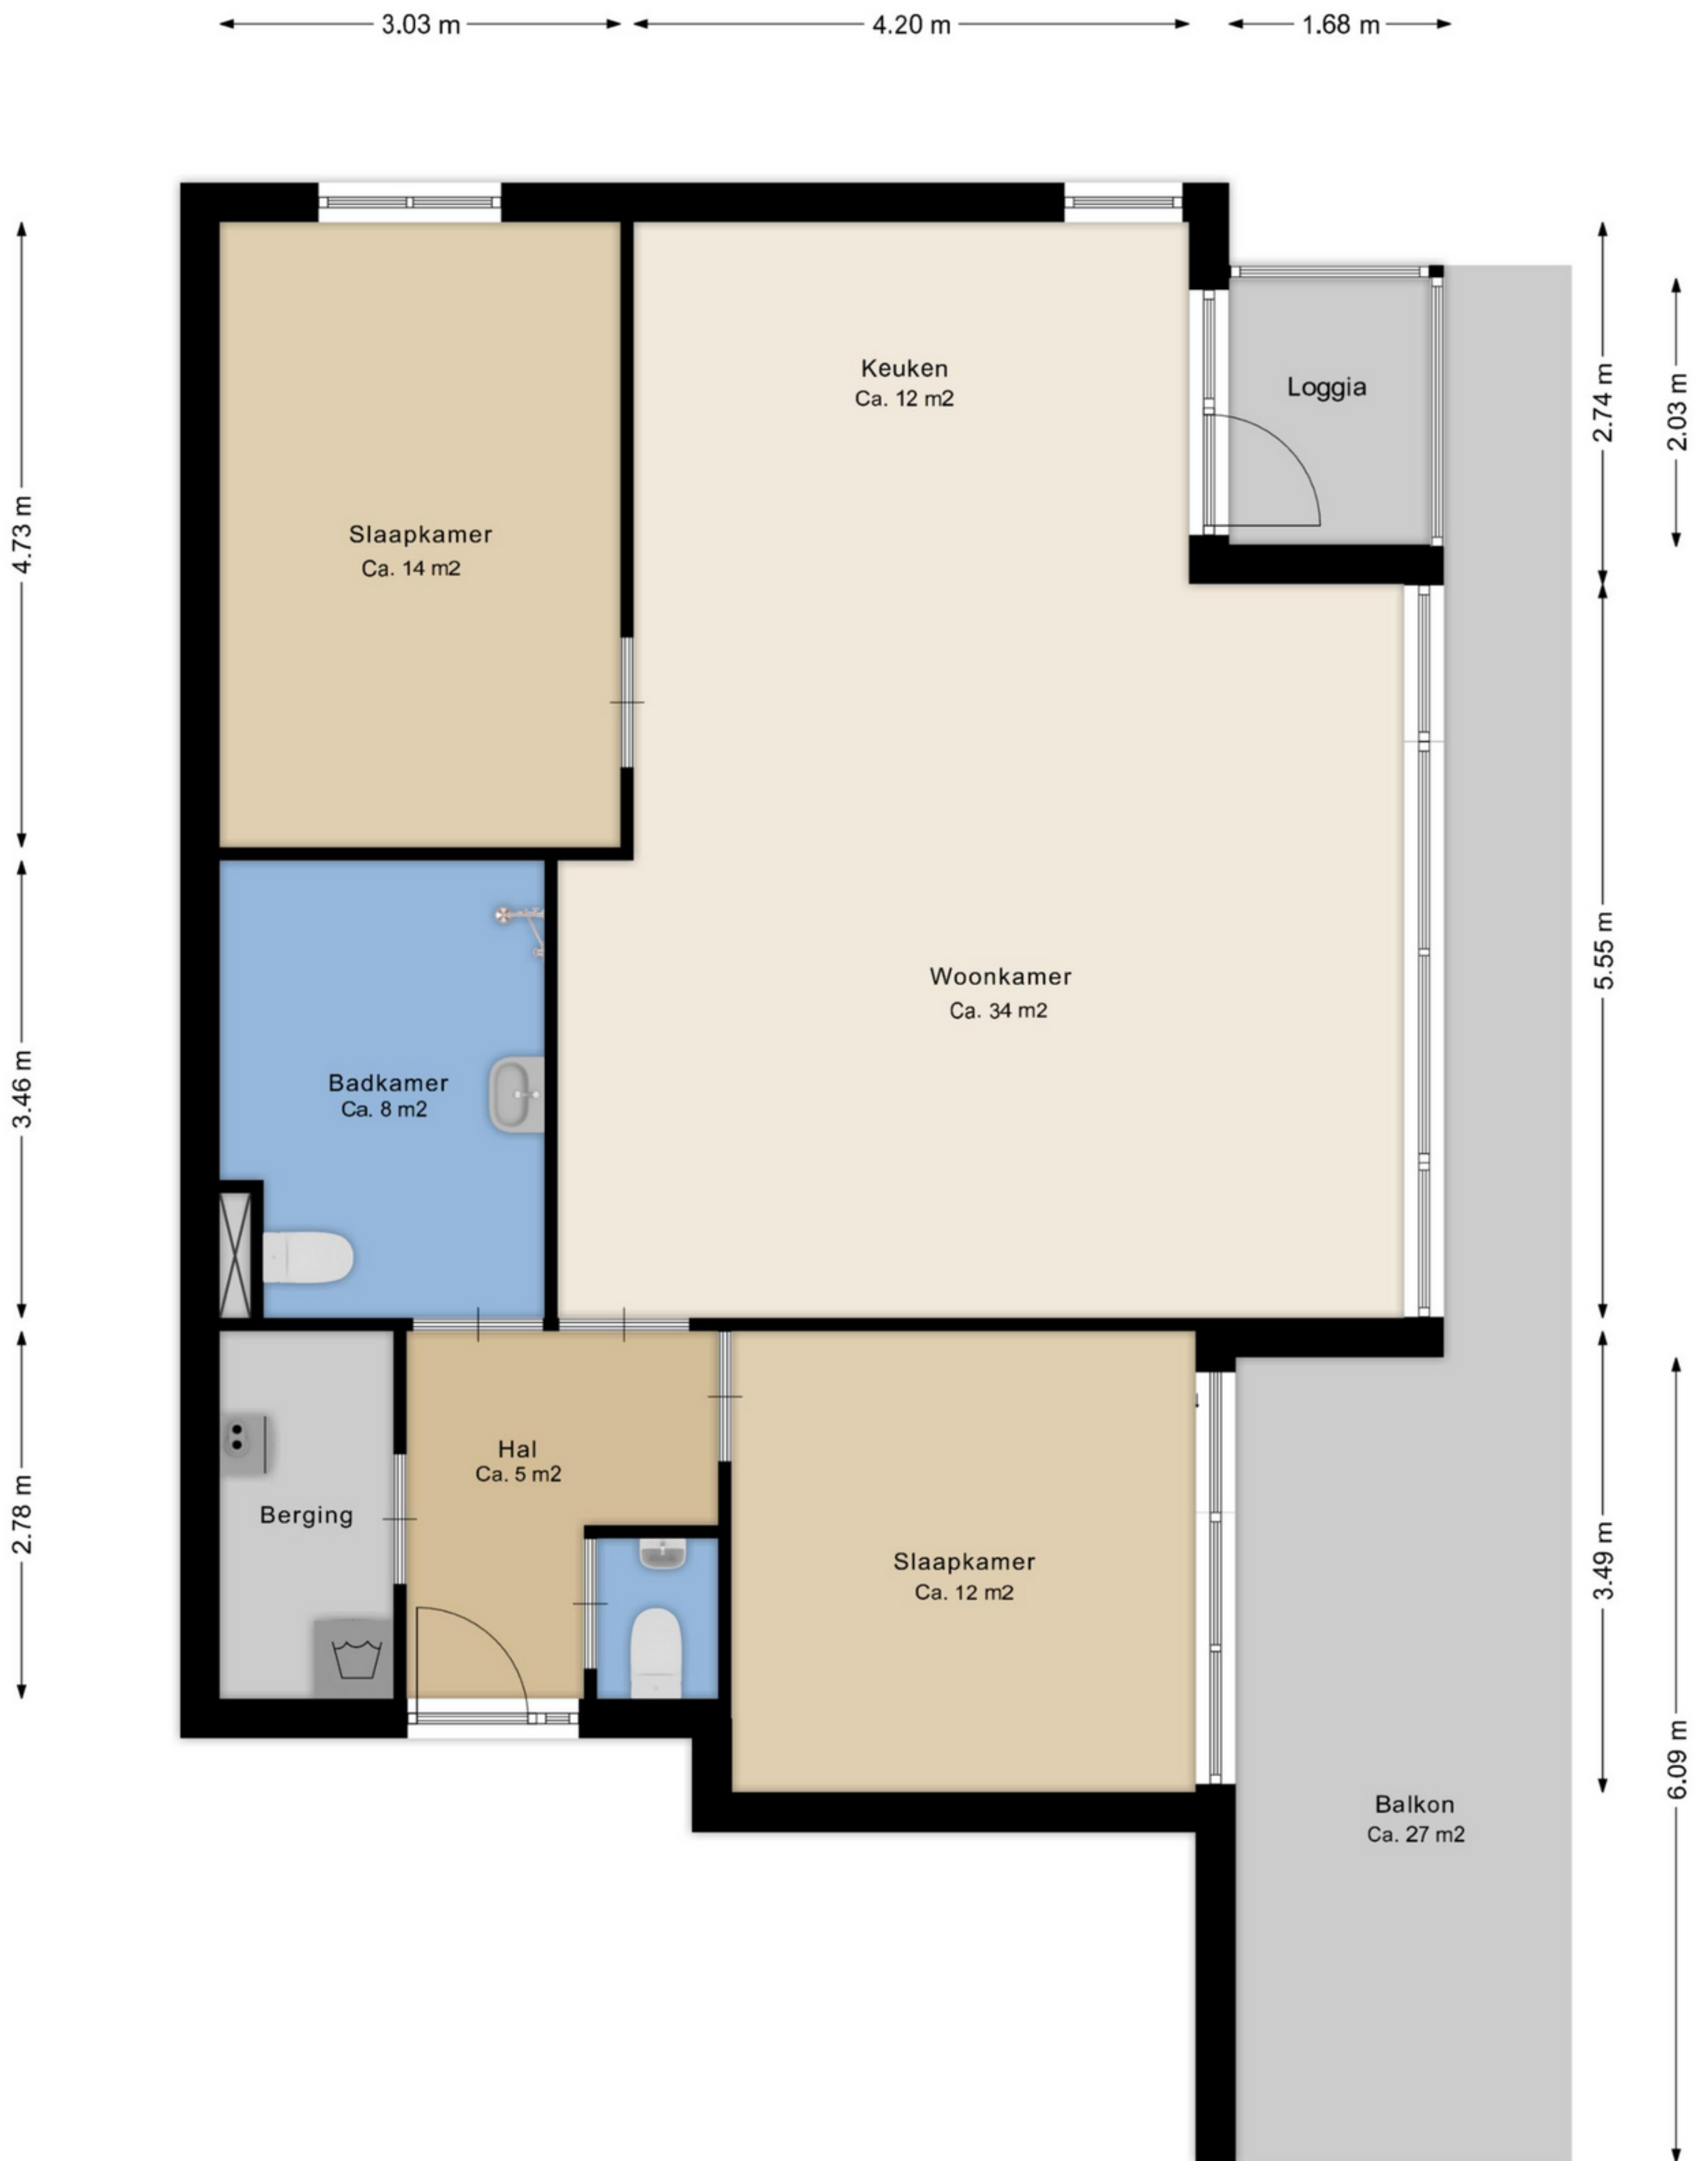 3.03 m
4.20 m
1.68 m
4.73 m
3.46 m
2.78 m
Slaapkamer
Ca. 14 m2
Keuken
Ca. 12 m2
Loggia
Woonkamer
Ca. 34 m2
Badkamer
Ca. 8 m2
Hal
Ca. 5 m2
Berging
Slaapkamer
Ca. 12 m2
Balkon
Ca. 27 m2
2.74 m
5.55 m
3.49 m
2.03 m
6.09 m